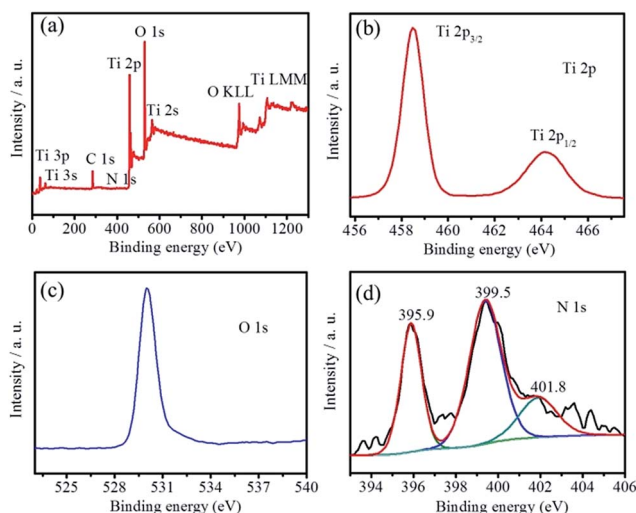 (a)
O 1s
Ti 2p
O KLL
Ti LMM
Ti 2s
Ti 3p
C 1s
Ti 3s
N 1s
Intensity / a. u.
0 200 400 600 800 1000 1200
Binding energy (eV)
(b)
Ti 2p3/2
Ti 2p
Ti 2p1/2
Intensity / a. u.
456 458 460 462 464 466
Binding energy (eV)
(c)
O 1s
Intensity / a. u.
525 528 531 534 537 540
Binding energy (eV)
(d)
399.5
N 1s
395.9
401.8
Intensity / a. u.
394 396 398 400 402 404 406
Binding energy (eV)